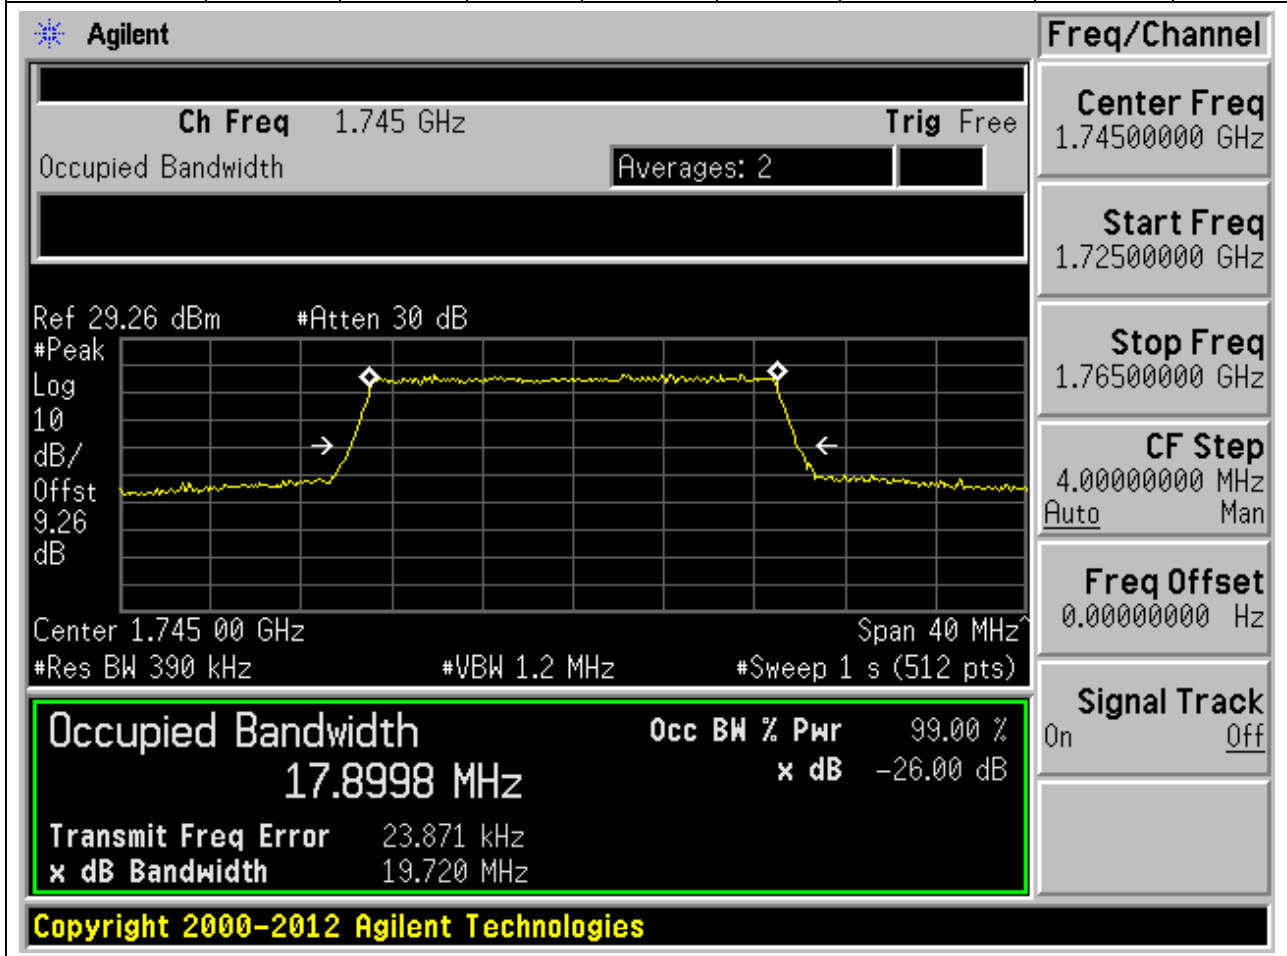 Agilent
Freq/Channel
Ch Freq 1.745 GHz Trig Free
Occupied Bandwidth Averages: 2
Center Freq
1.74500000 GHz
Start Freq
1.72500000 GHz
Stop Freq
1.76500000 GHz
CF Step
4.00000000 MHz
Auto Man
Freq Offset
0.00000000 Hz
Signal Track
On Off
Ref 29.26 dBm #Atten 30 dB
#Peak
Log
10
dB/
Offst
9.26
dB
Center 1.745 00 GHz Span 40 MHz^
#Res BW 390 kHz #VBW 1.2 MHz #Sweep 1 s (512 pts)
Occupied Bandwidth
17.8998 MHz
Occ BW % Pwr 99.00 %
x dB -26.00 dB
Transmit Freq Error 23.871 kHz
x dB Bandwidth 19.720 MHz
Copyright 2000-2012 Agilent Technologies